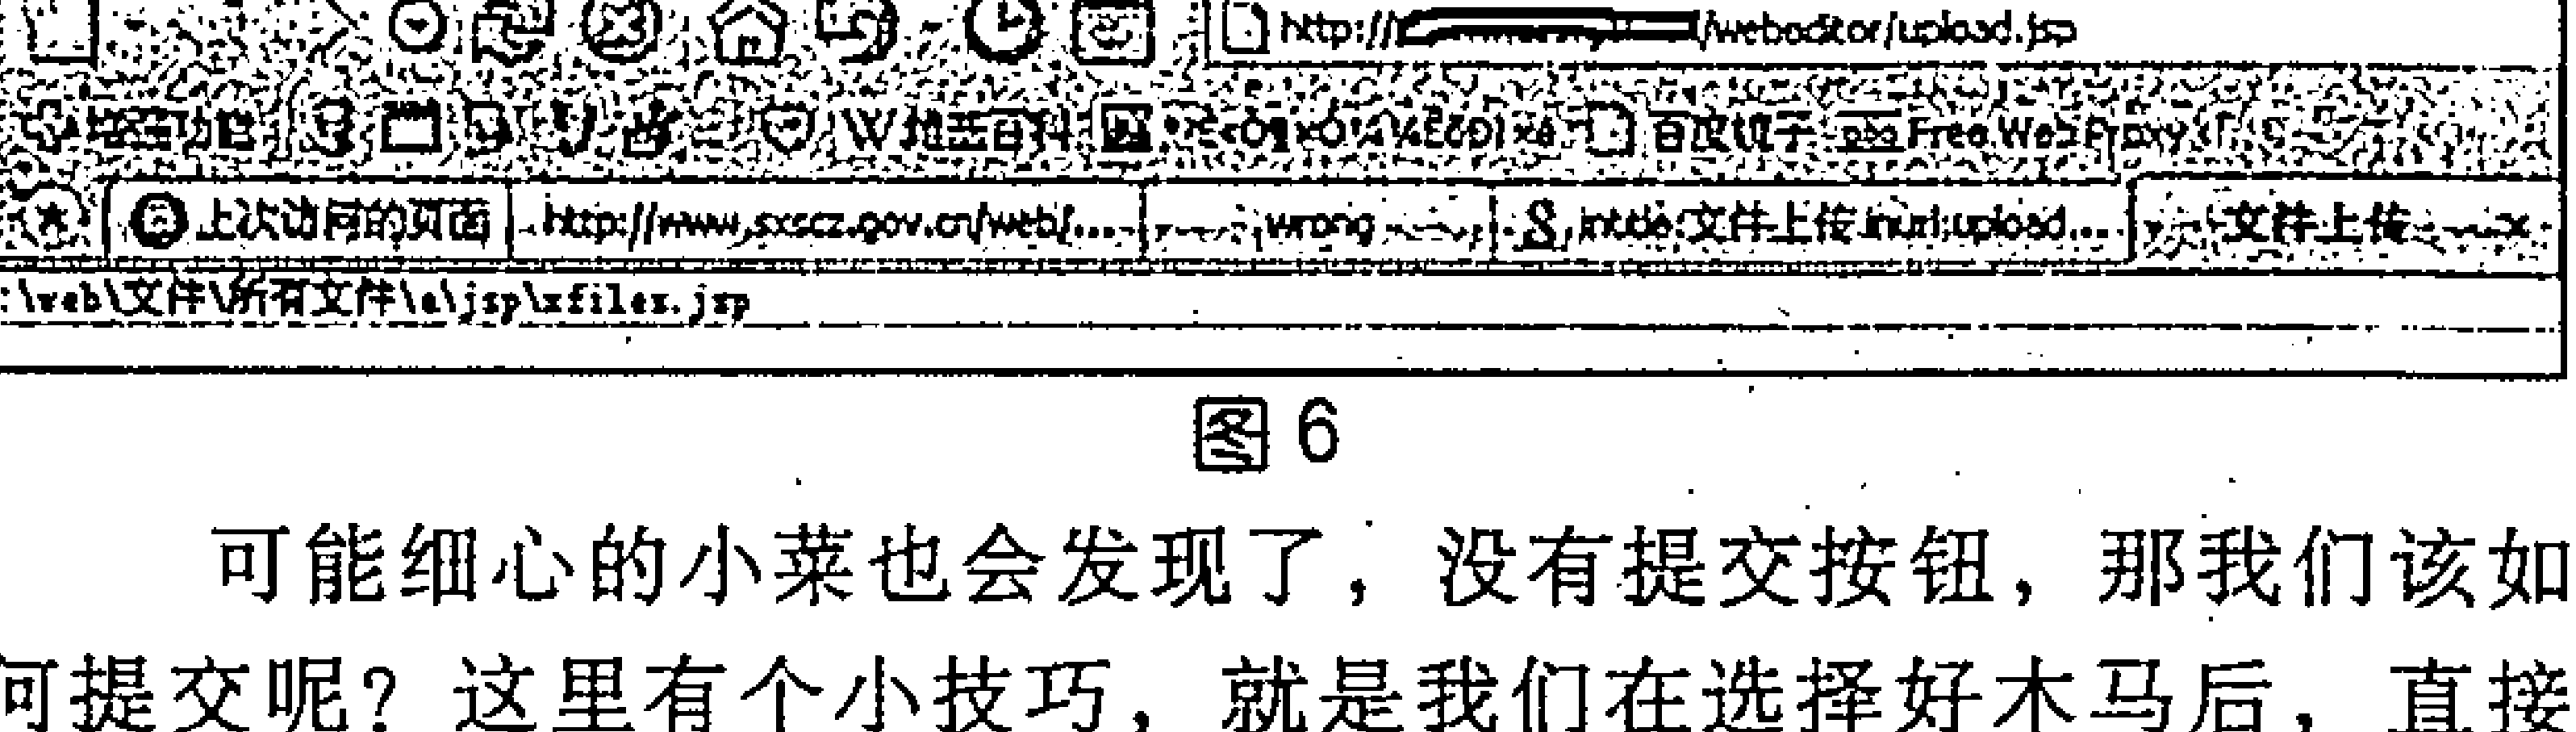 http:///webeditor/upload.jsp
维基百科 百度 Free Web Proxy
上次访问的页面 http://www.sxscz.gov.cn/web/... wrong intitle:文件上传 inurl:upload... 文件上传 x
:\web\文件\所有文件\a\jsp\xfiles.jsp
图 6
可能细心的小菜也会发现了，没有提交按钮，那我们该如
何提交呢？这里有个小技巧，就是我们在选择好木马后，直接